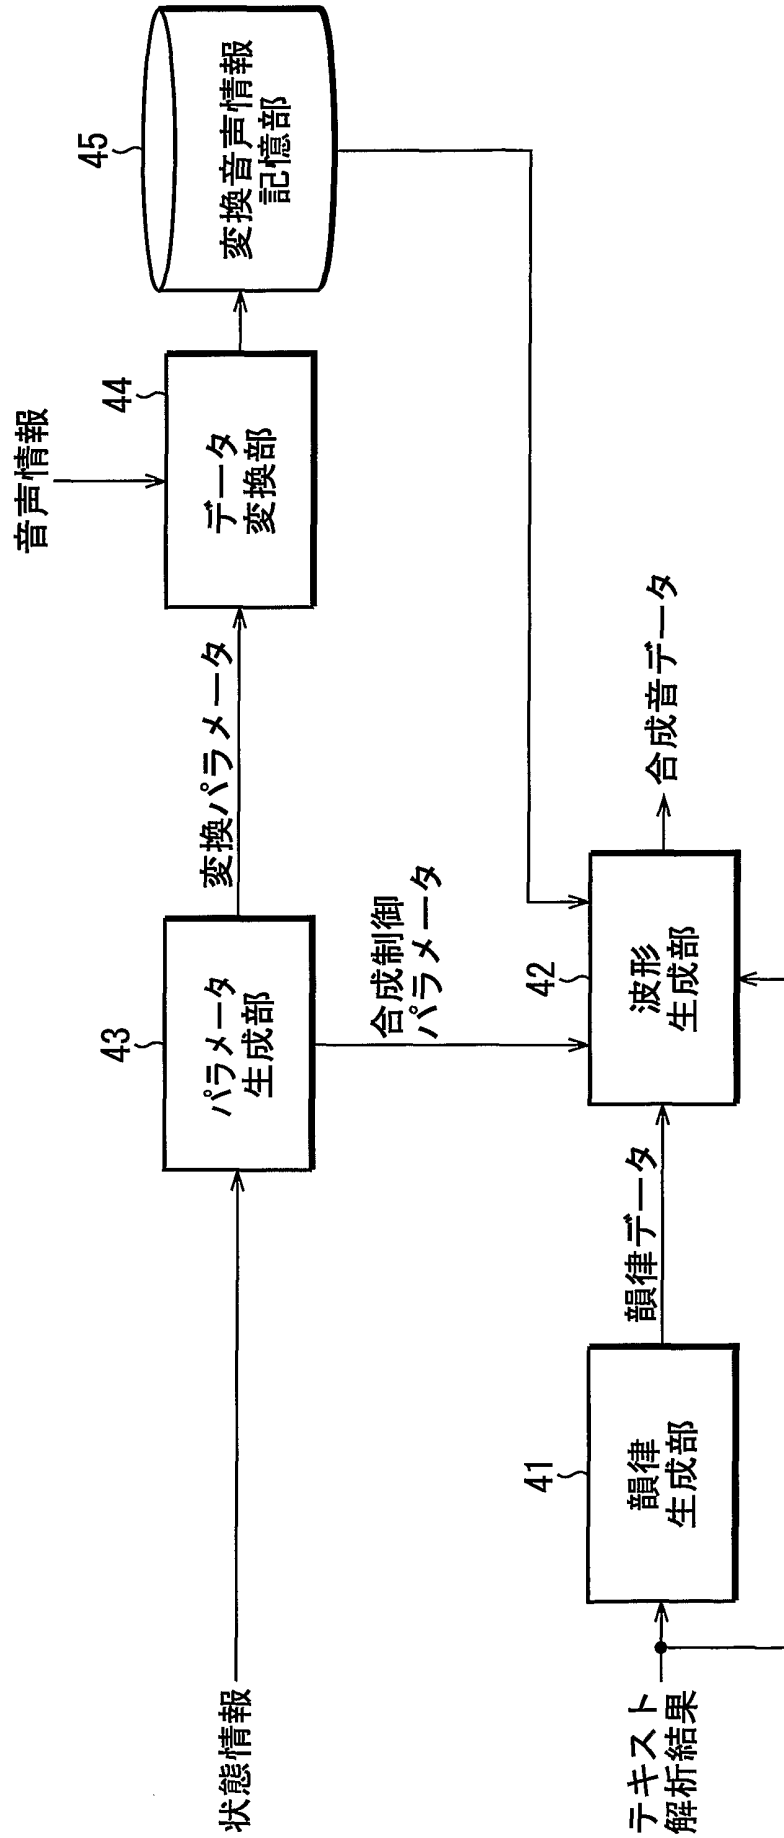 状態情報
43
パラメータ
生成部
変換パラメータ
音声情報
44
データ
変換部
45
変換音声情報
記憶部
合成制御
パラメータ
テキスト
解析結果
41
韻律
生成部
韻律データ
42
波形
生成部
合成音データ